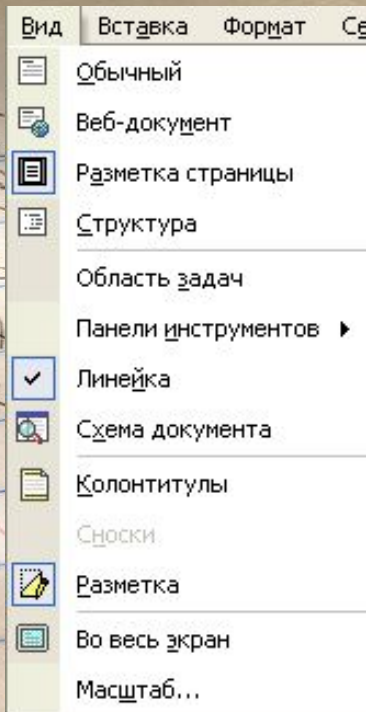 Вид Вставка Формат Се
Обычный
Веб-документ
Разметка страницы
Структура
Область задач
Панели инструментов
Линейка
Схема документа
Колонтитулы
Сноски
Разметка
Во весь экран
Масштаб...